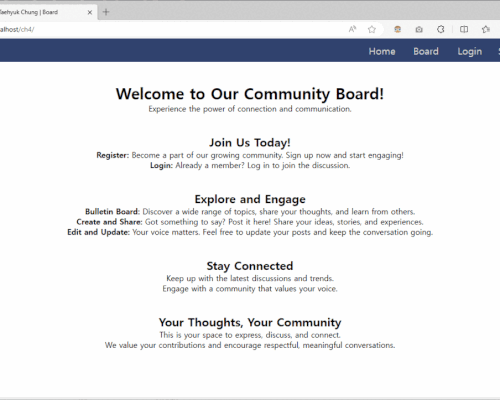 Taehyuk Chung | Board
alhost/ch4/
Home Board Login
Welcome to Our Community Board!
Experience the power of connection and communication.
Join Us Today!
Register: Become a part of our growing community. Sign up now and start engaging!
Login: Already a member? Log in to join the discussion.
Explore and Engage
Bulletin Board: Discover a wide range of topics, share your thoughts, and learn from others.
Create and Share: Got something to say? Post it here! Share your ideas, stories, and experiences.
Edit and Update: Your voice matters. Feel free to update your posts and keep the conversation going.
Stay Connected
Keep up with the latest discussions and trends.
Engage with a community that values your voice.
Your Thoughts, Your Community
This is your space to express, discuss, and connect.
We value your contributions and encourage respectful, meaningful conversations.